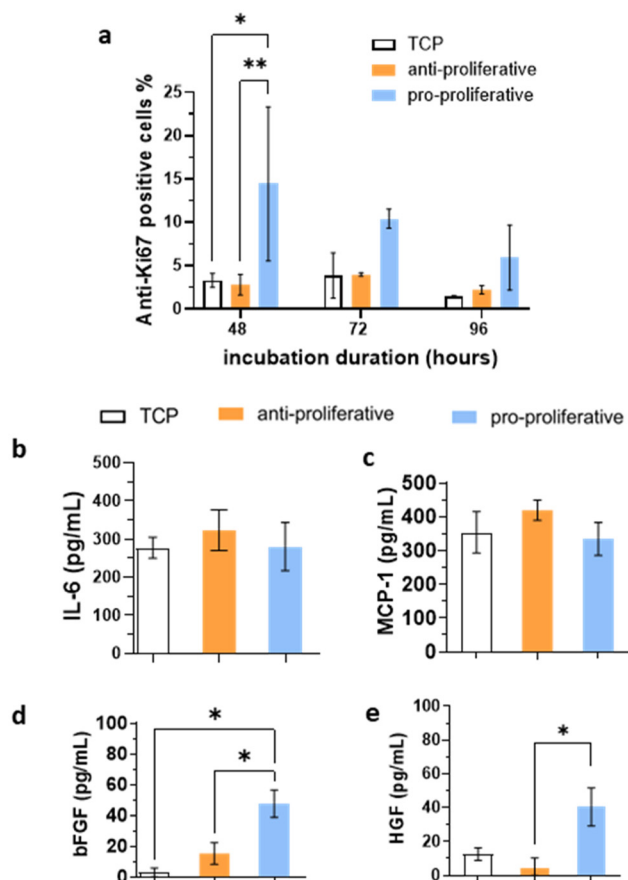 a
*
**
TCP
anti-proliferative
pro-proliferative
Anti-Ki67 positive cells %
25
20
15
10
5
0
48 72 96
incubation duration (hours)
TCP anti-proliferative pro-proliferative
b
IL-6 (pg/mL)
500
400
300
200
100
0
c
MCP-1 (pg/mL)
500
400
300
200
100
0
d
*
*
bFGF (pg/mL)
100
80
60
40
20
0
e
*
HGF (pg/mL)
100
80
60
40
20
0